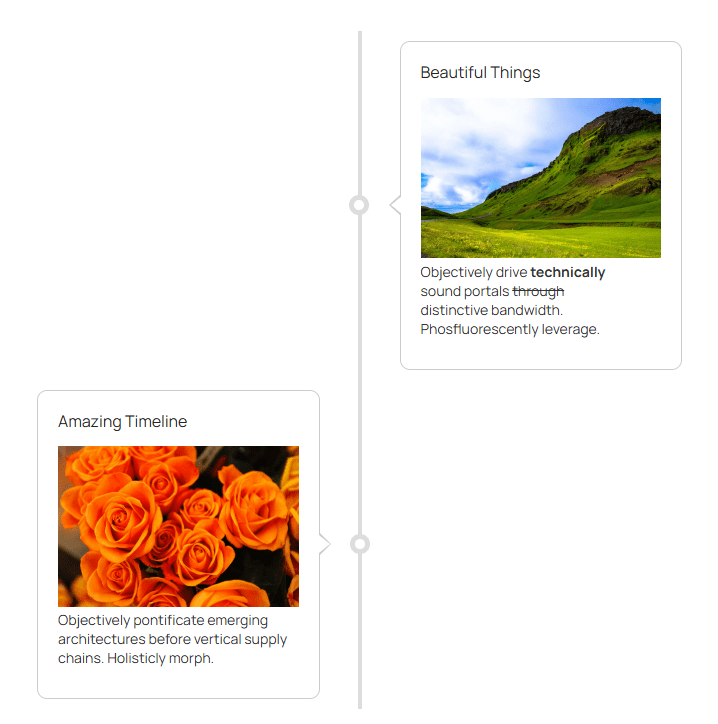 Beautiful Things
Objectively drive technically
sound portals through
distinctive bandwidth.
Phosfluorescently leverage.
Amazing Timeline
Objectively pontificate emerging
architectures before vertical supply
chains. Holisticly morph.